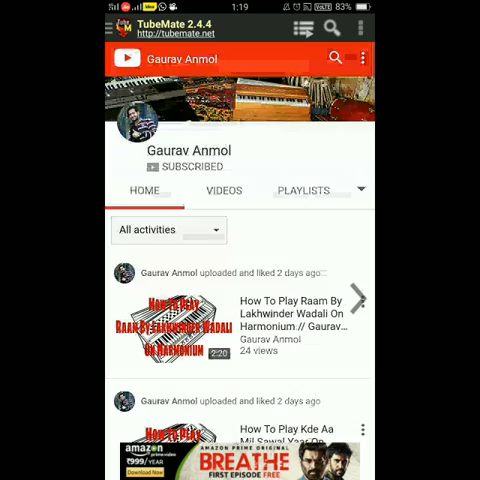 1:19
VoLTE
83%
TubeMate 2.4.4
http://tubemate.net
Gaurav Anmol
Gaurav Anmol
SUBSCRIBED
HOME
VIDEOS
PLAYLISTS
All activities
Gaurav Anmol uploaded and liked 2 days ago
How To Play
Raam By Lakhwinder Wadali
On Harmonium
2:20
How To Play Raam By
Lakhwinder Wadali On
Harmonium // Gaurav...
Gaurav Anmol
24 views
Gaurav Anmol uploaded and liked 2 days ago
How To Play
How To Play Kde Aa
Mil Sawal Yaar On
amazon
prime video
₹999/YEAR
Download Now
AMAZON PRIME ORIGINAL
BREATHE
FIRST EPISODE FREE